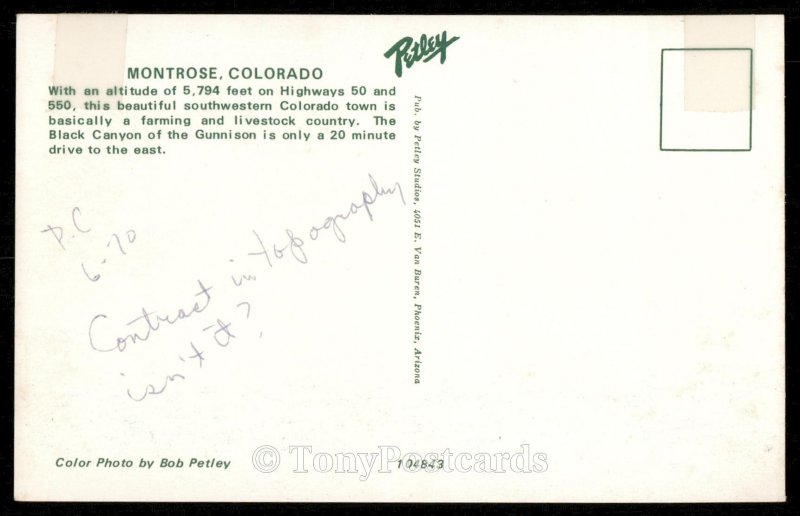 Petley
MONTROSE, COLORADO
With an altitude of 5,794 feet on Highways 50 and
550, this beautiful southwestern Colorado town is
basically a farming and livestock country. The
Black Canyon of the Gunnison is only a 20 minute
drive to the east.
Pub. by Petley Studios, 4051 E. Van Buren, Phoenix, Arizona
P.C
6-70
Contrast in topography
isn't it?
Color Photo by Bob Petley
© TonyPostcards
104843